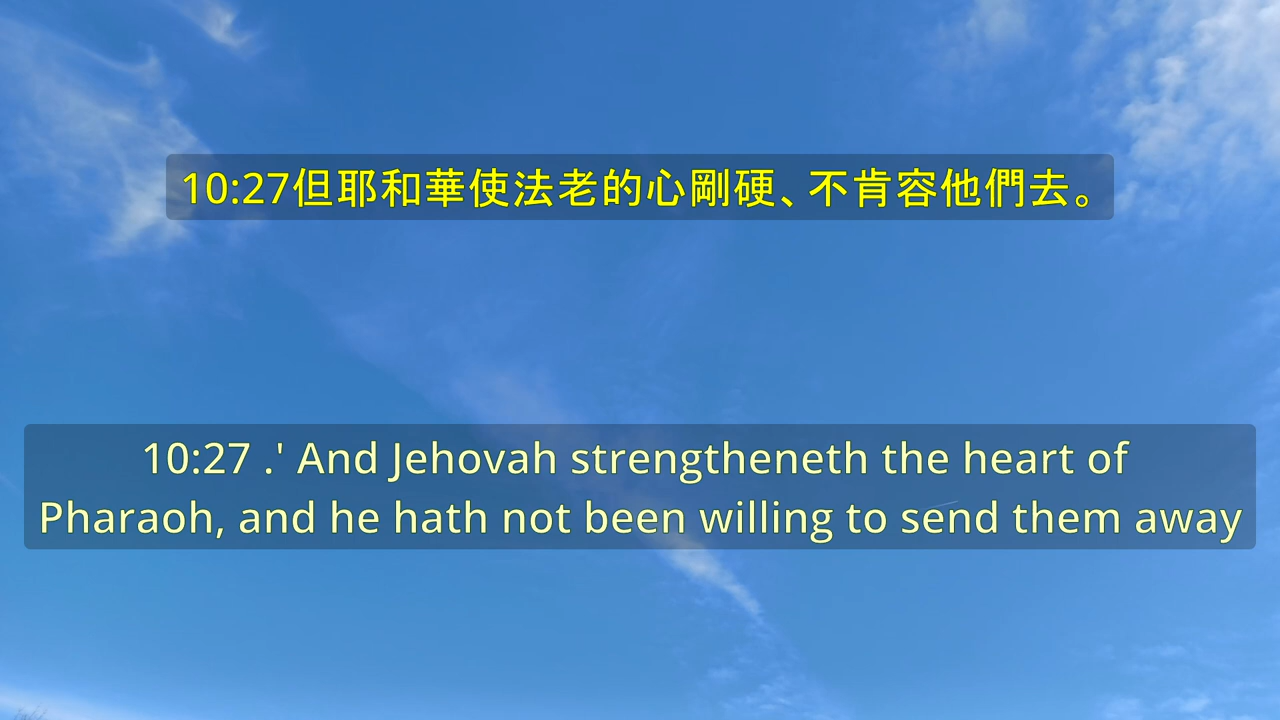 10:27但耶和華使法老的心剛硬、不肯容他們去。
10:27 .' And Jehovah strengtheneth the heart of
Pharaoh, and he hath not been willing to send them away